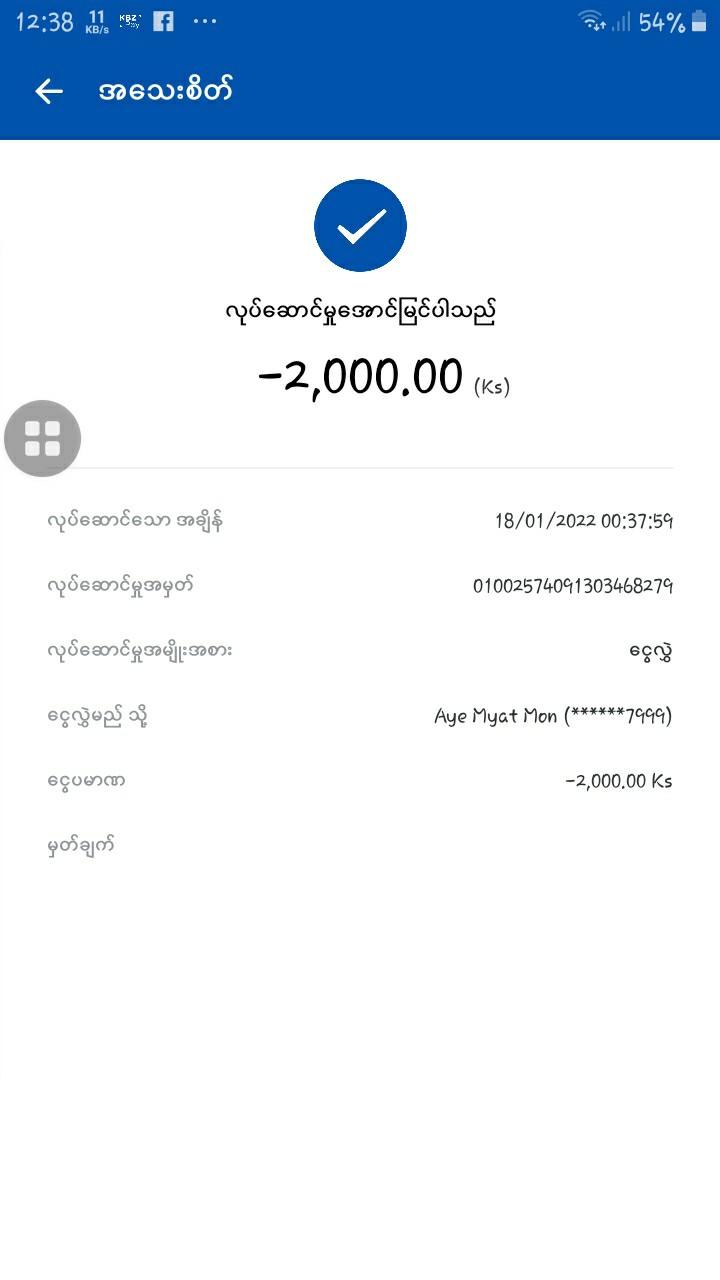 12:38 11 KB/s KBZ Pay 54%
အသေးစိတ်
လုပ်ဆောင်မှုအောင်မြင်ပါသည်
-2,000.00 (Ks)
လုပ်ဆောင်သော အချိန် 18/01/2022 00:37:59
လုပ်ဆောင်မှုအမှတ် 01002574091303468279
လုပ်ဆောင်မှုအမျိုးအစား ငွေလွှဲ
ငွေလွှဲမည် သို့ Aye Myat Mon (******7999)
ငွေပမာဏ -2,000.00 Ks
မှတ်ချက်